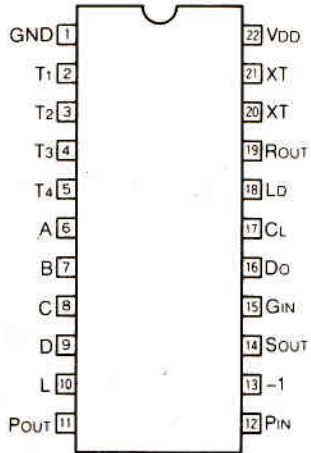 GND 1 22 VDD
T1 2 21 XT
T2 3 20 XT
T3 4 19 ROUT
T4 5 18 LD
A 6 17 CL
B 7 16 DO
C 8 15 GIN
D 9 14 SOUT
L 10 13 -1
POUT 11 12 PIN